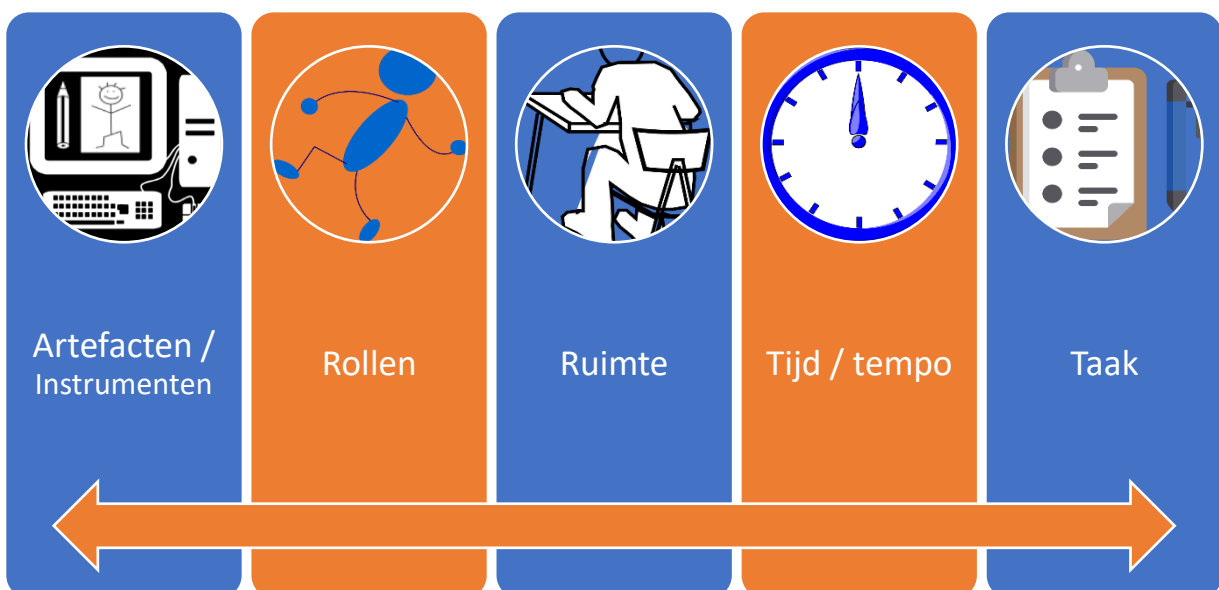 Artefacten /
Instrumenten
Rollen
Ruimte
Tijd / tempo
Taak